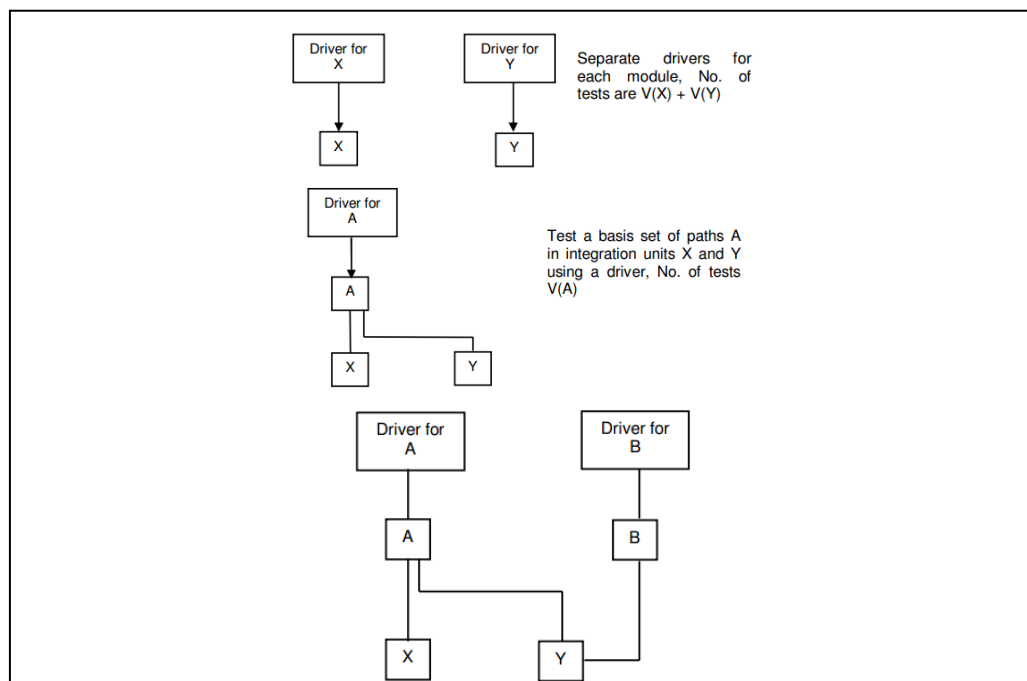 Driver for
X
Driver for
Y
Separate drivers for
each module, No. of
tests are V(X) + V(Y)
X
Y
Driver for
A
Test a basis set of paths A
in integration units X and Y
using a driver, No. of tests
V(A)
A
X
Y
Driver for
A
Driver for
B
A
B
X
Y